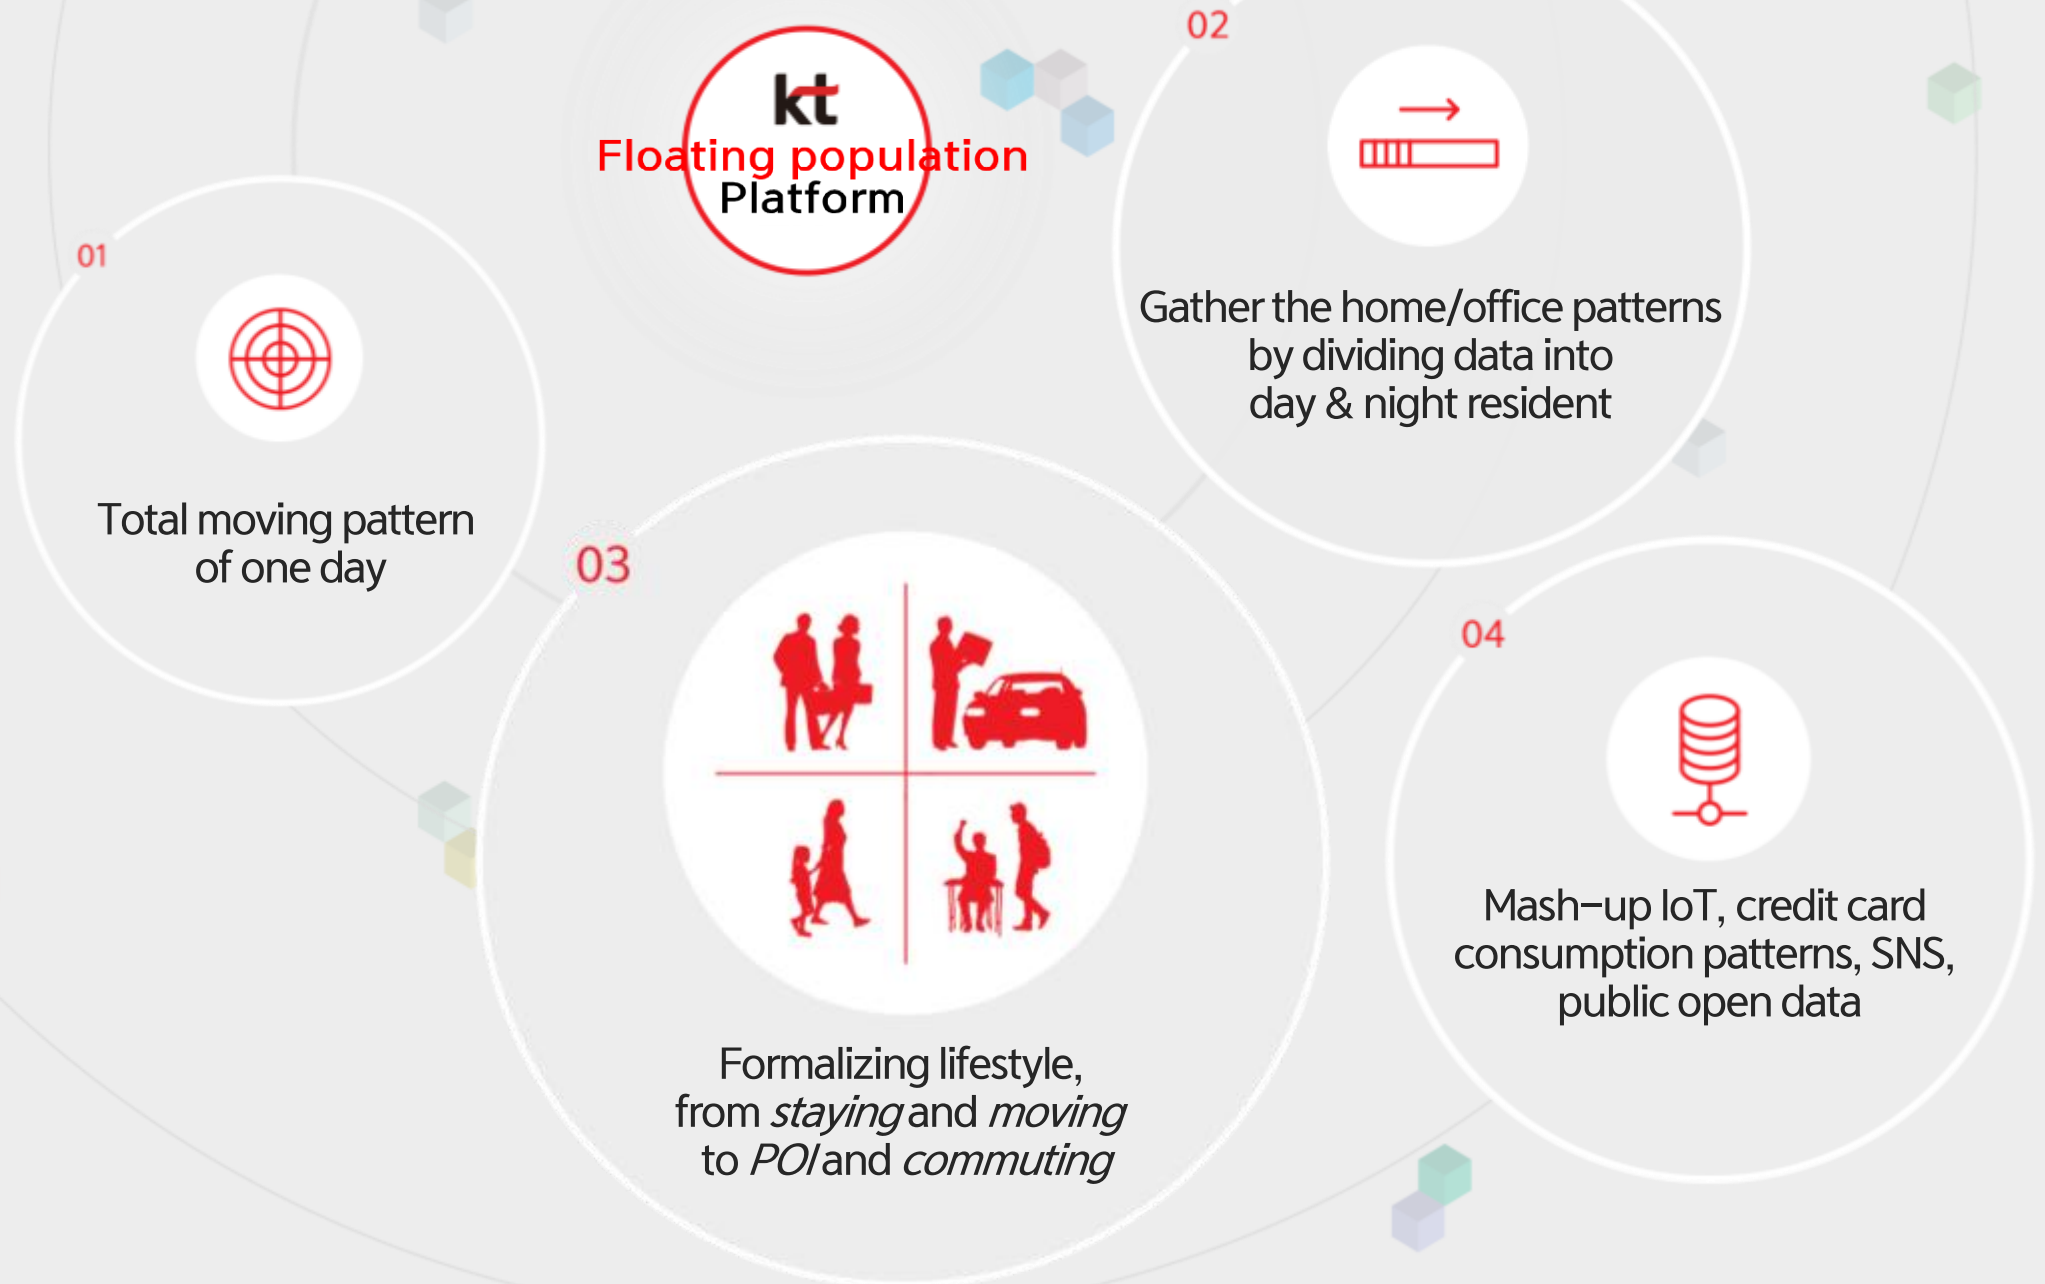 kt
Floating population
Platform
01
Total moving pattern
of one day
02
Gather the home/office patterns
by dividing data into
day & night resident
03
Formalizing lifestyle,
from staying and moving
to POI and commuting
04
Mash-up IoT, credit card
consumption patterns, SNS,
public open data